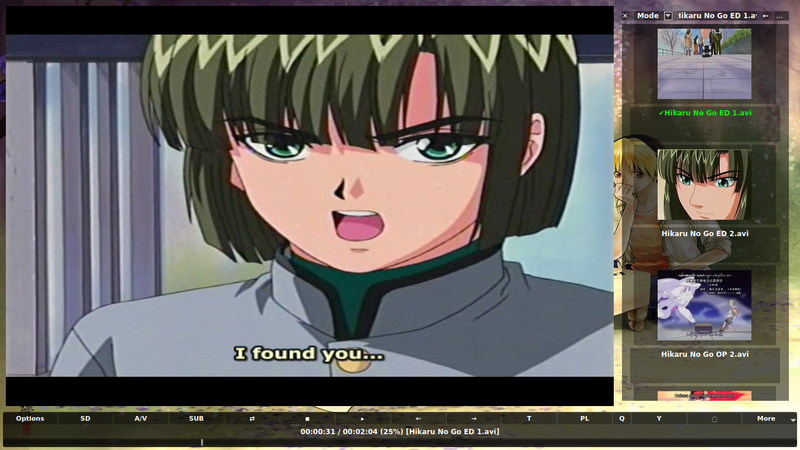 Mode
Hikaru No Go ED 1.a
...
✓Hikaru No Go ED 1.avi
Hikaru No Go ED 2.avi
Hikaru No Go OP 2.avi
I found you...
Options SD A/V SUB T PL Q Y More
00:00:31 / 00:02:04 (25%) [Hikaru No Go ED 1.avi]